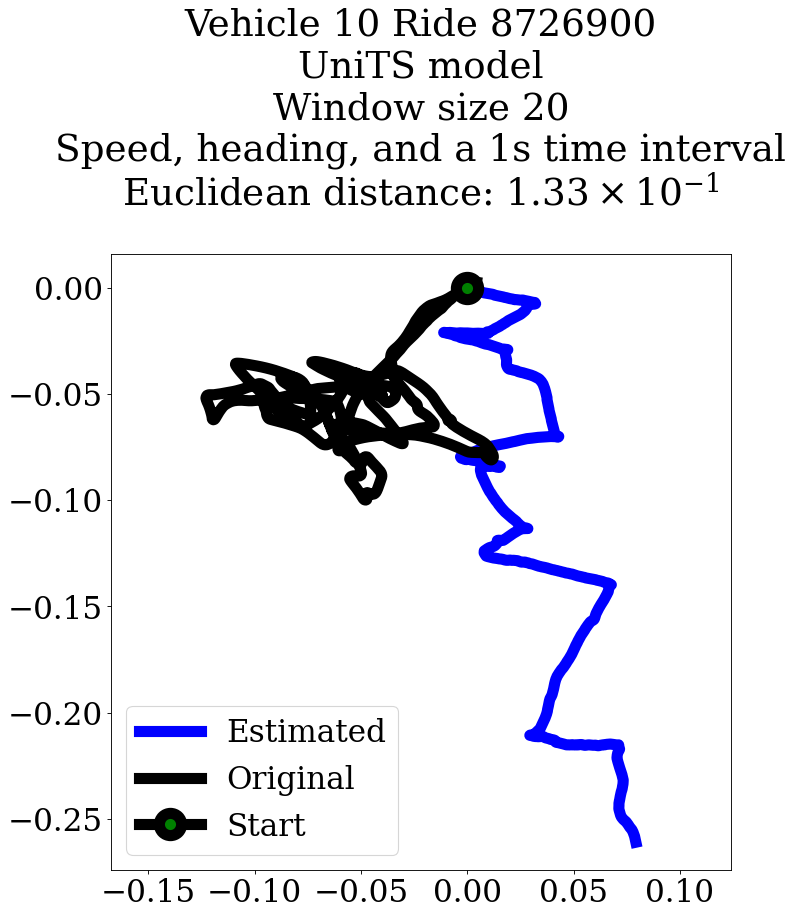 Vehicle 10 Ride 8726900
UniTS model
Window size 20
Speed, heading, and a 1s time interval
Euclidean distance: 1.33 × 10⁻¹
0.00
−0.05
−0.10
−0.15
−0.20
−0.25
Estimated
Original
Start
−0.15 −0.10 −0.05 0.00 0.05 0.10